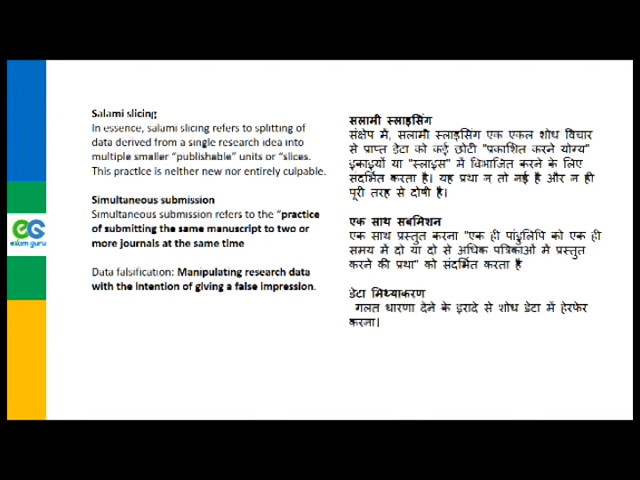 Salami slicing
In essence, salami slicing refers to splitting of
data derived from a single research idea into
multiple smaller “publishable” units or “slices.
This practice is neither new nor entirely culpable.
Simultaneous submission
Simultaneous submission refers to the “practice
of submitting the same manuscript to two or
more journals at the same time
Data falsification: Manipulating research data
with the intention of giving a false impression.
सलामी स्लाइसिंग
संक्षेप में, सलामी स्लाइसिंग एक एकल शोध विचार
से प्राप्त डेटा को कई छोटी "प्रकाशित करने योग्य"
इकाइयों या "स्लाइस" में विभाजित करने के लिए
संदर्भित करता है। यह प्रथा न तो नई है और न ही
पूरी तरह से दोषी है।
एक साथ सबमिशन
एक साथ प्रस्तुत करना "एक ही पांडुलिपि को एक ही
समय में दो या दो से अधिक पत्रिकाओं में प्रस्तुत
करने की प्रथा" को संदर्भित करता है
डेटा मिथ्याकरण
गलत धारणा देने के इरादे से शोध डेटा में हेरफेर
करना।
eG
exam guru